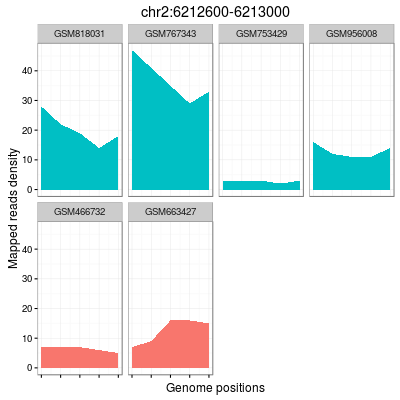 chr2:6212600-6213000
GSM818031 GSM767343 GSM753429 GSM956008
40
30
20
10
0
Mapped reads density
GSM466732 GSM663427
40
30
20
10
0
Genome positions